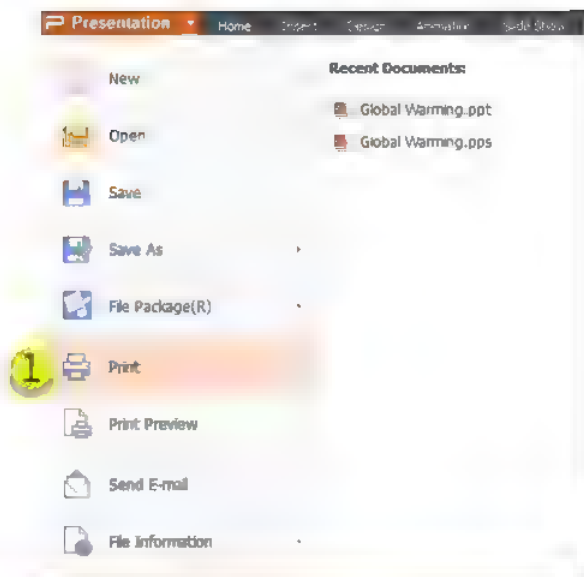 Presentation Home Insert Design Animation Slide Show
New
Open
Save
Save As
File Package(R)
1 Print
Print Preview
Send E-mail
File Information
Recent Documents:
Global Warming.ppt
Global Warming.pps